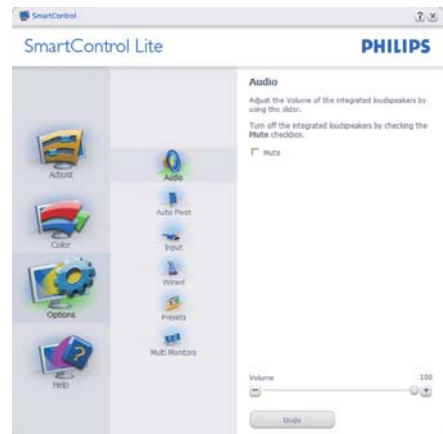 SmartControl
SmartControl Lite
PHILIPS
Adjust
Color
Options
Help
Audio
Auto Pivot
Input
Wizard
Presets
Multi Monitors
Audio
Adjust the Volume of the integrated loudspeakers by
using the slider.
Turn off the integrated loudspeakers by checking the
Mute checkbox.
Mute
Volume 100
Undo